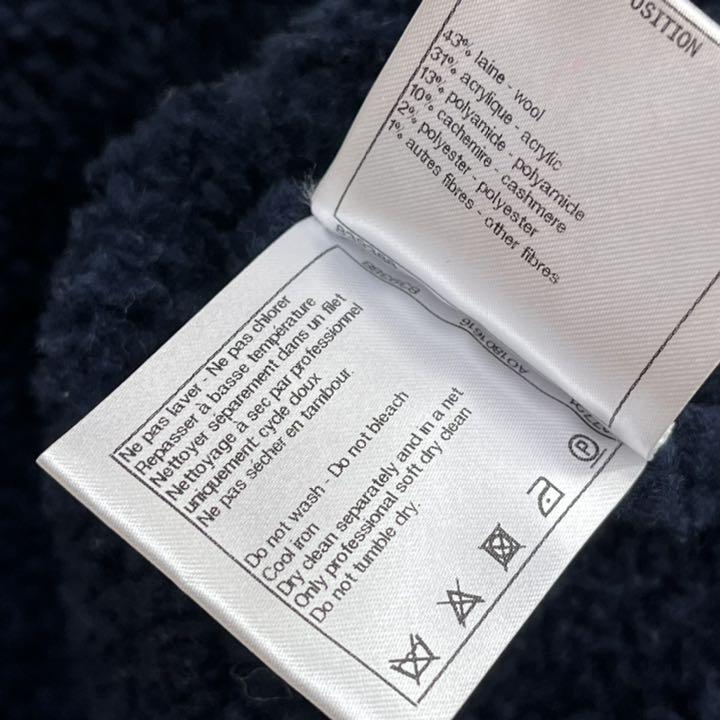 43% laine - wool
31% acrylique - acrylic
13% polyamide - polyamide
10% cachemire - cashmere
2% polyester - polyester
1% autres fibres - other fibres
Ne pas laver - Ne pas chlorer
Repasser à basse température
Nettoyer séparement dans un filet
Nettoyage à sec par professionnel
uniquement: cycle doux
Ne pas sécher en tambour.
Do not wash - Do not bleach
Cool iron
Dry clean separately and in a net
Only professional soft dry clean
Do not tumble dry.
P